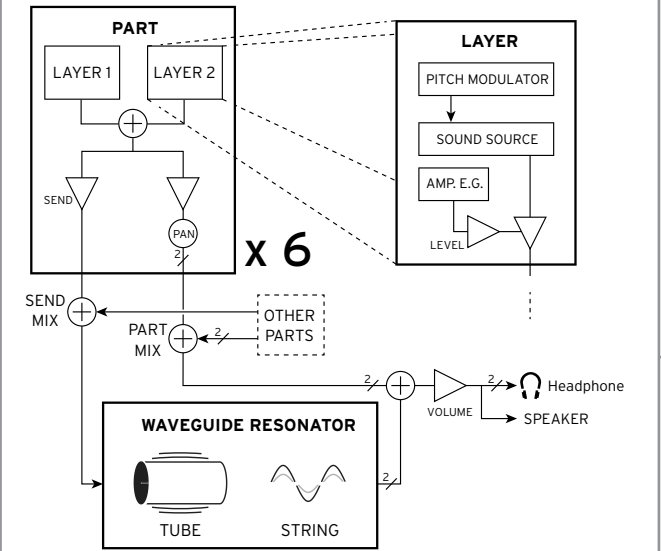 PART
LAYER 1
LAYER 2
SEND
PAN
2
X 6
LAYER
PITCH MODULATOR
SOUND SOURCE
AMP. E.G.
LEVEL
SEND
MIX
PART
MIX
2
OTHER
PARTS
2
VOLUME
2
Headphone
SPEAKER
WAVEGUIDE RESONATOR
TUBE
STRING
2